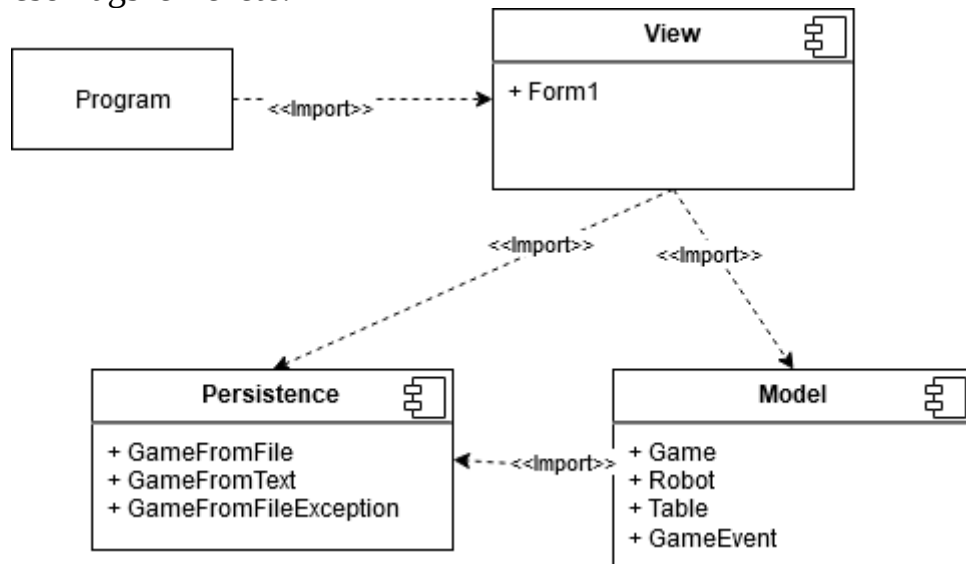 View
Program
<<Import>>
+ Form1
<<Import>>
<<Import>>
Persistence
+ GameFromFile
+ GameFromText
+ GameFromFileException
<<Import>>
Model
+ Game
+ Robot
+ Table
+ GameEvent